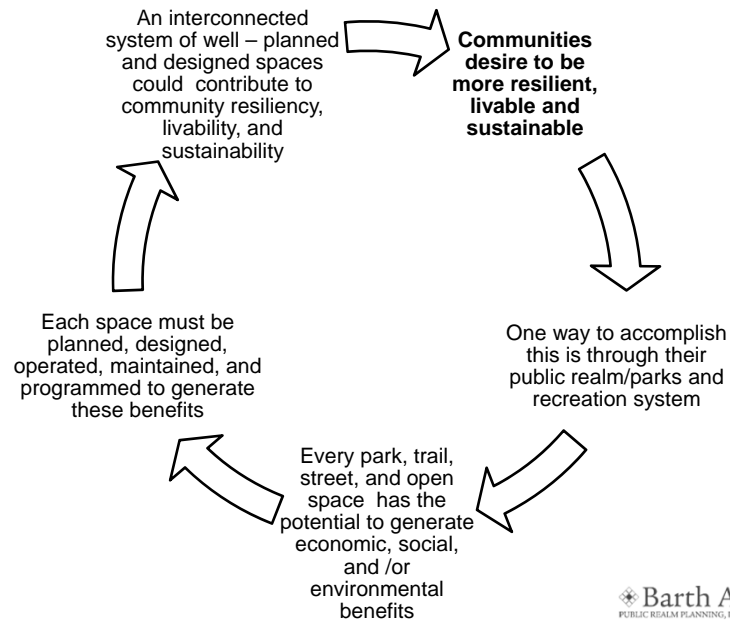 An interconnected
system of well – planned
and designed spaces
could contribute to
community resiliency,
livability, and
sustainability
Communities
desire to be
more resilient,
livable and
sustainable
One way to accomplish
this is through their
public realm/parks and
recreation system
Every park, trail,
street, and open
space has the
potential to generate
economic, social,
and /or
environmental
benefits
Each space must be
planned, designed,
operated, maintained, and
programmed to generate
these benefits
Barth
PUBLIC REALM PLANNING,